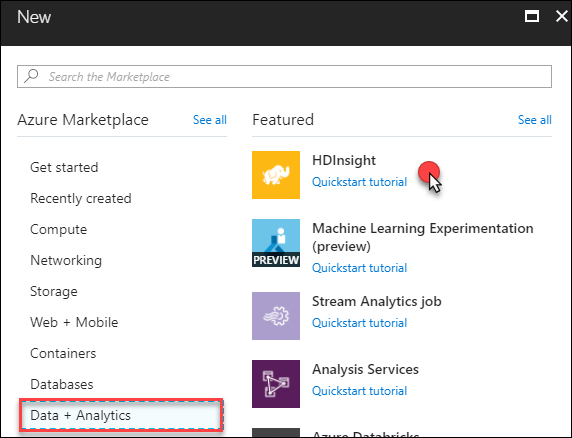 New
Search the Marketplace
Azure Marketplace
See all
Get started
Recently created
Compute
Networking
Storage
Web + Mobile
Containers
Databases
Data + Analytics
Featured
See all
HDInsight
Quickstart tutorial
PREVIEW
Machine Learning Experimentation
(preview)
Quickstart tutorial
Stream Analytics job
Quickstart tutorial
Analysis Services
Quickstart tutorial
Azure Databricks